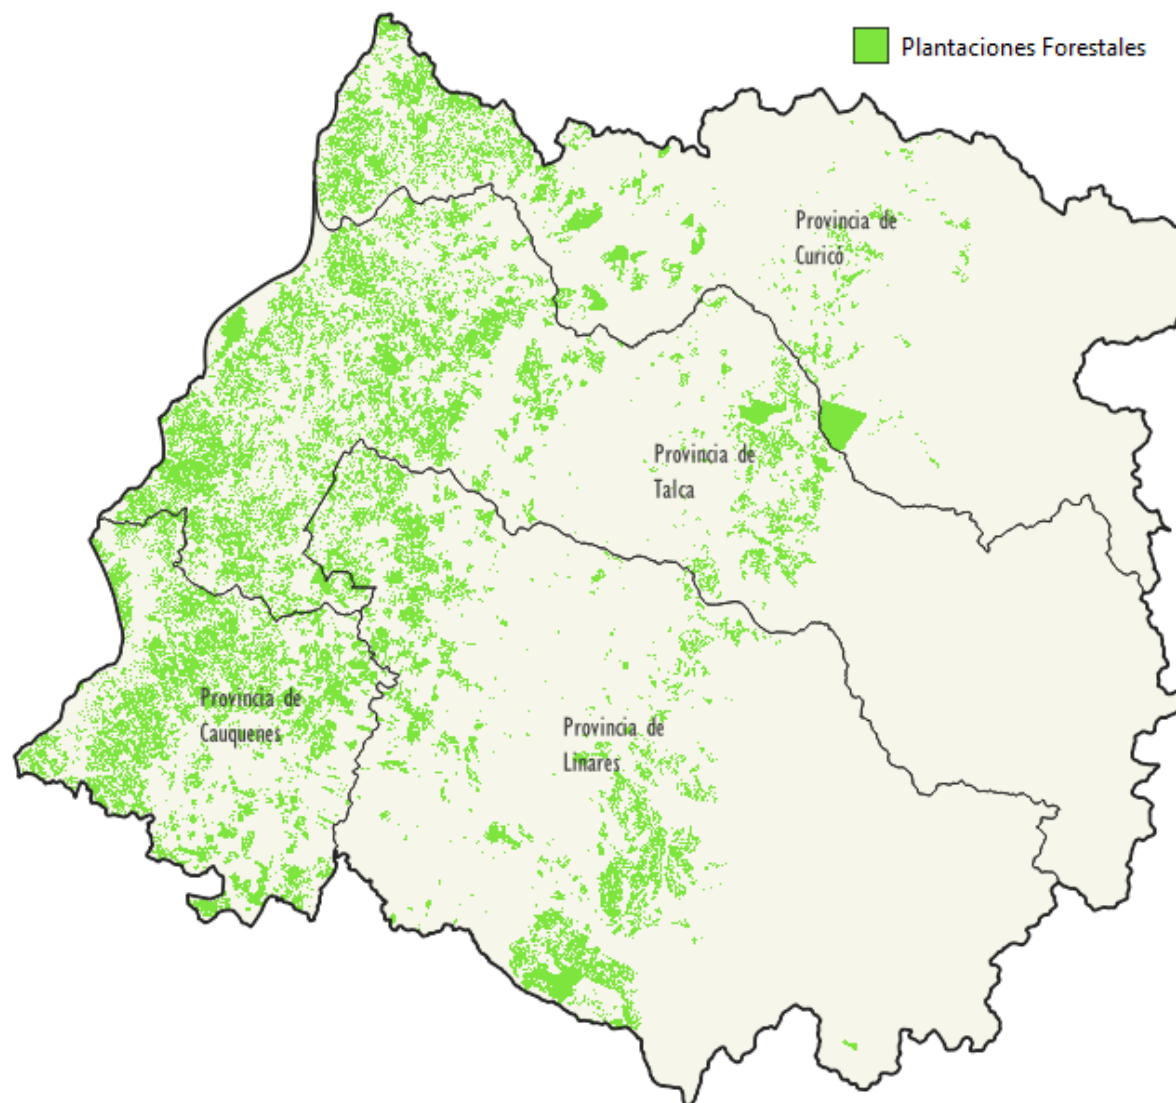 Plantaciones Forestales
Provincia de
Curicó
Provincia de
Talca
Provincia de
Cauquenes
Provincia de
Linares